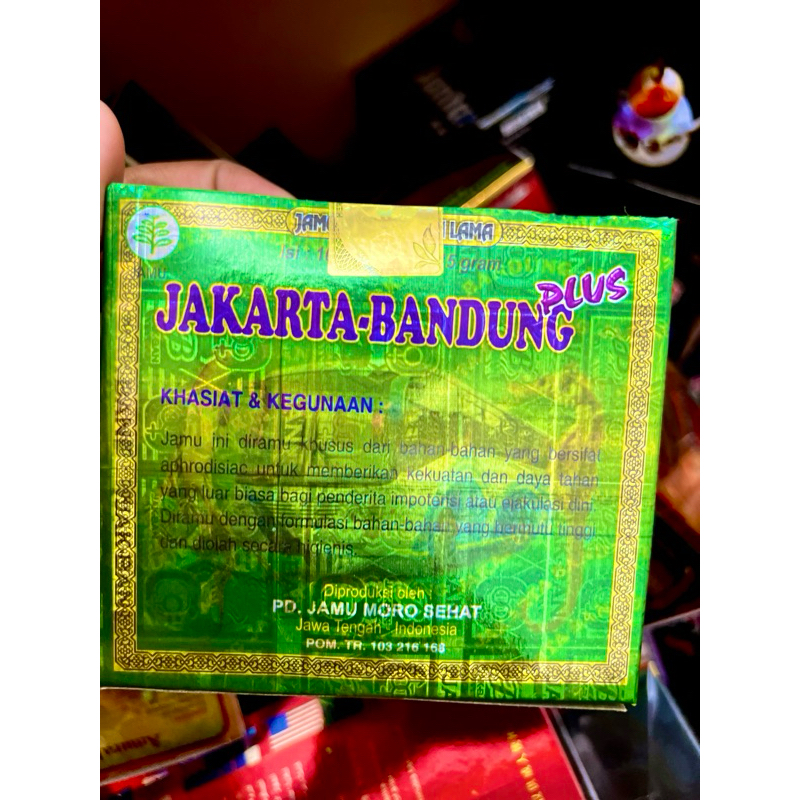 JAMU
LAMA
Isi
5 gram
JAKARTA-BANDUNG
PLUS
KHASIAT & KEGUNAAN :
Jamu ini diramu khusus dari bahan-bahan yang bersifat
aphrodisiac untuk memberikan kekuatan dan daya tahan
yang luar biasa bagi penderita impotensi atau ejakulasi dini.
Diramu dengan formulasi bahan-bahan yang bermutu tinggi
dan diolah secara higienis.
Diproduksi oleh :
PD. JAMU MORO SEHAT
Jawa Tengah - Indonesia
POM. TR. 103 216 168